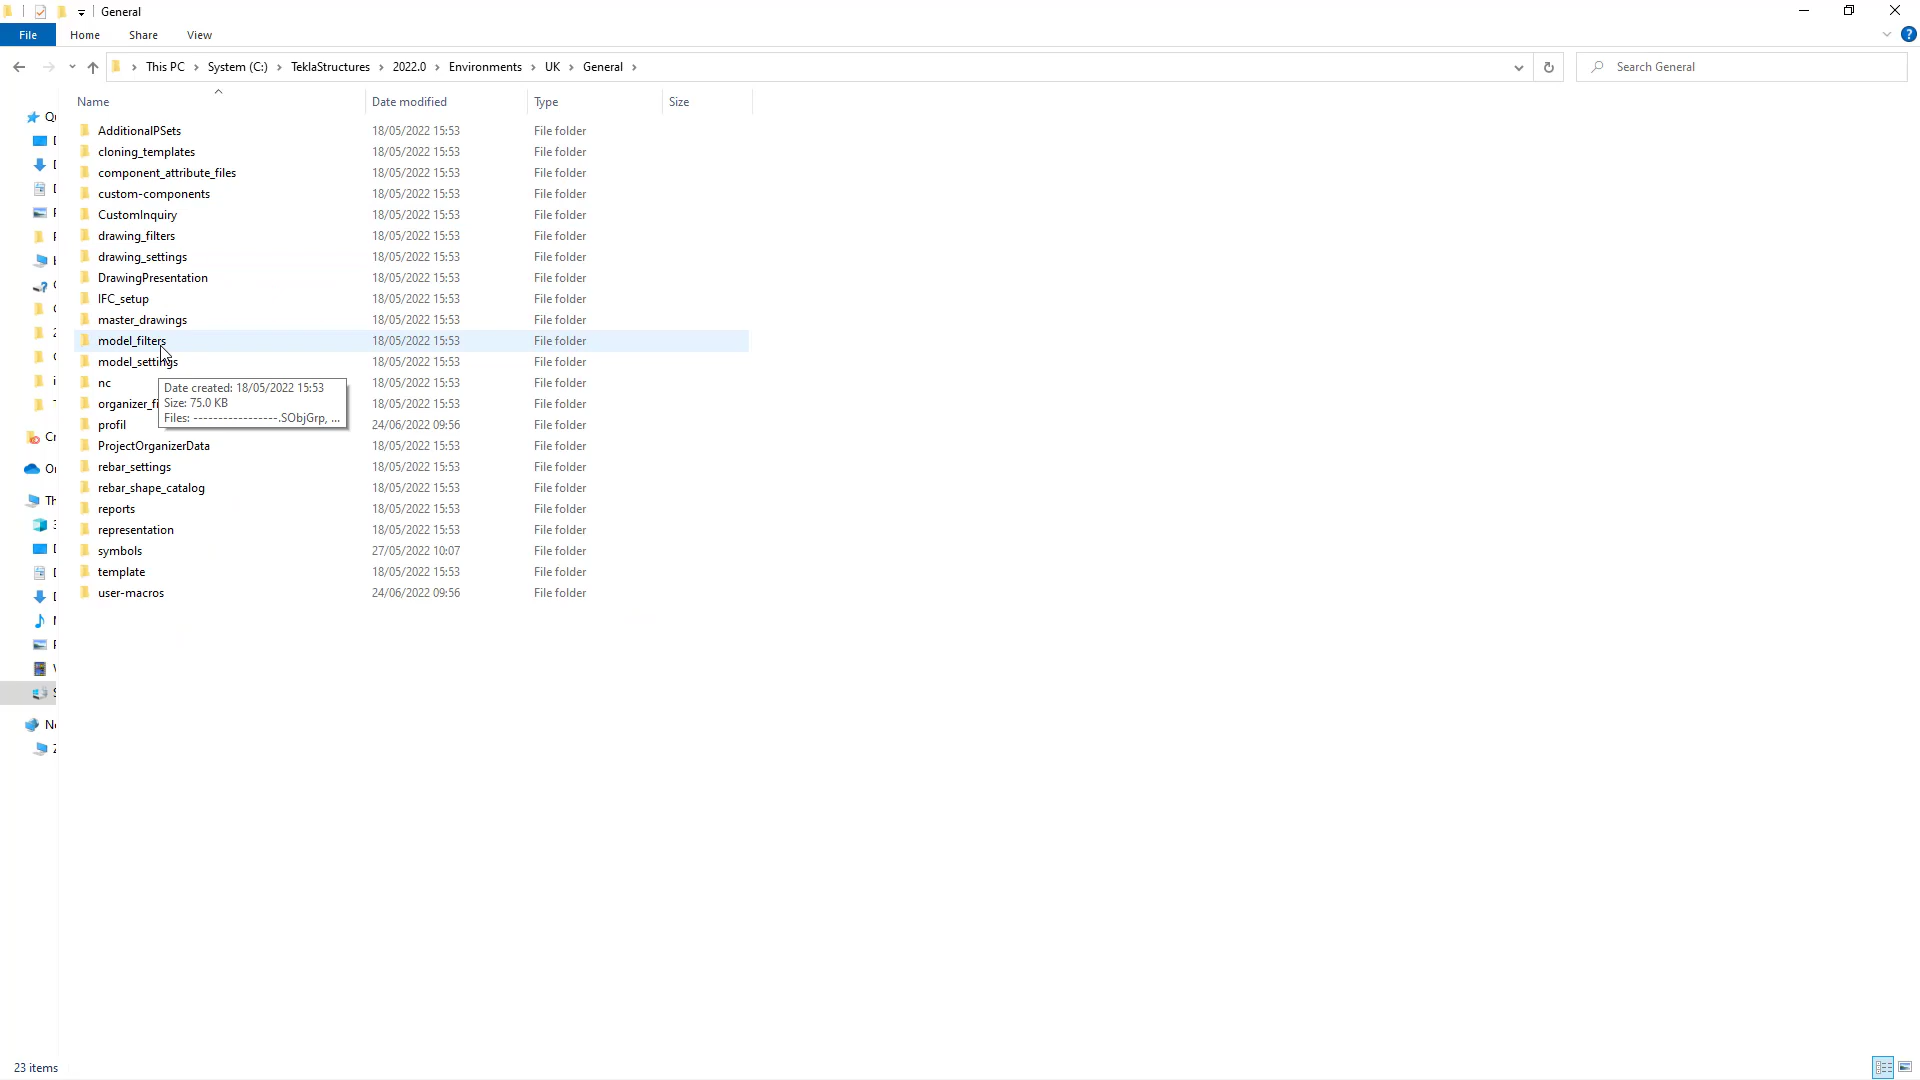 General
File Home Share View
This PC System (C:) TeklaStructures 2022.0 Environments UK General
Search General
Name Date modified Type Size
AdditionalPSets 18/05/2022 15:53 File folder
cloning_templates 18/05/2022 15:53 File folder
component_attribute_files 18/05/2022 15:53 File folder
custom-components 18/05/2022 15:53 File folder
CustomInquiry 18/05/2022 15:53 File folder
drawing_filters 18/05/2022 15:53 File folder
drawing_settings 18/05/2022 15:53 File folder
DrawingPresentation 18/05/2022 15:53 File folder
IFC_setup 18/05/2022 15:53 File folder
master_drawings 18/05/2022 15:53 File folder
model_filters 18/05/2022 15:53 File folder
model_settings 18/05/2022 15:53 File folder
nc 18/05/2022 15:53 File folder
organizer_fi 18/05/2022 15:53 File folder
profil 24/06/2022 09:56 File folder
ProjectOrganizerData 18/05/2022 15:53 File folder
rebar_settings 18/05/2022 15:53 File folder
rebar_shape_catalog 18/05/2022 15:53 File folder
reports 18/05/2022 15:53 File folder
representation 18/05/2022 15:53 File folder
symbols 27/05/2022 10:07 File folder
template 18/05/2022 15:53 File folder
user-macros 24/06/2022 09:56 File folder
Date created: 18/05/2022 15:53
Size: 75.0 KB
Files: -----------------.SObjGrp, ...
23 items